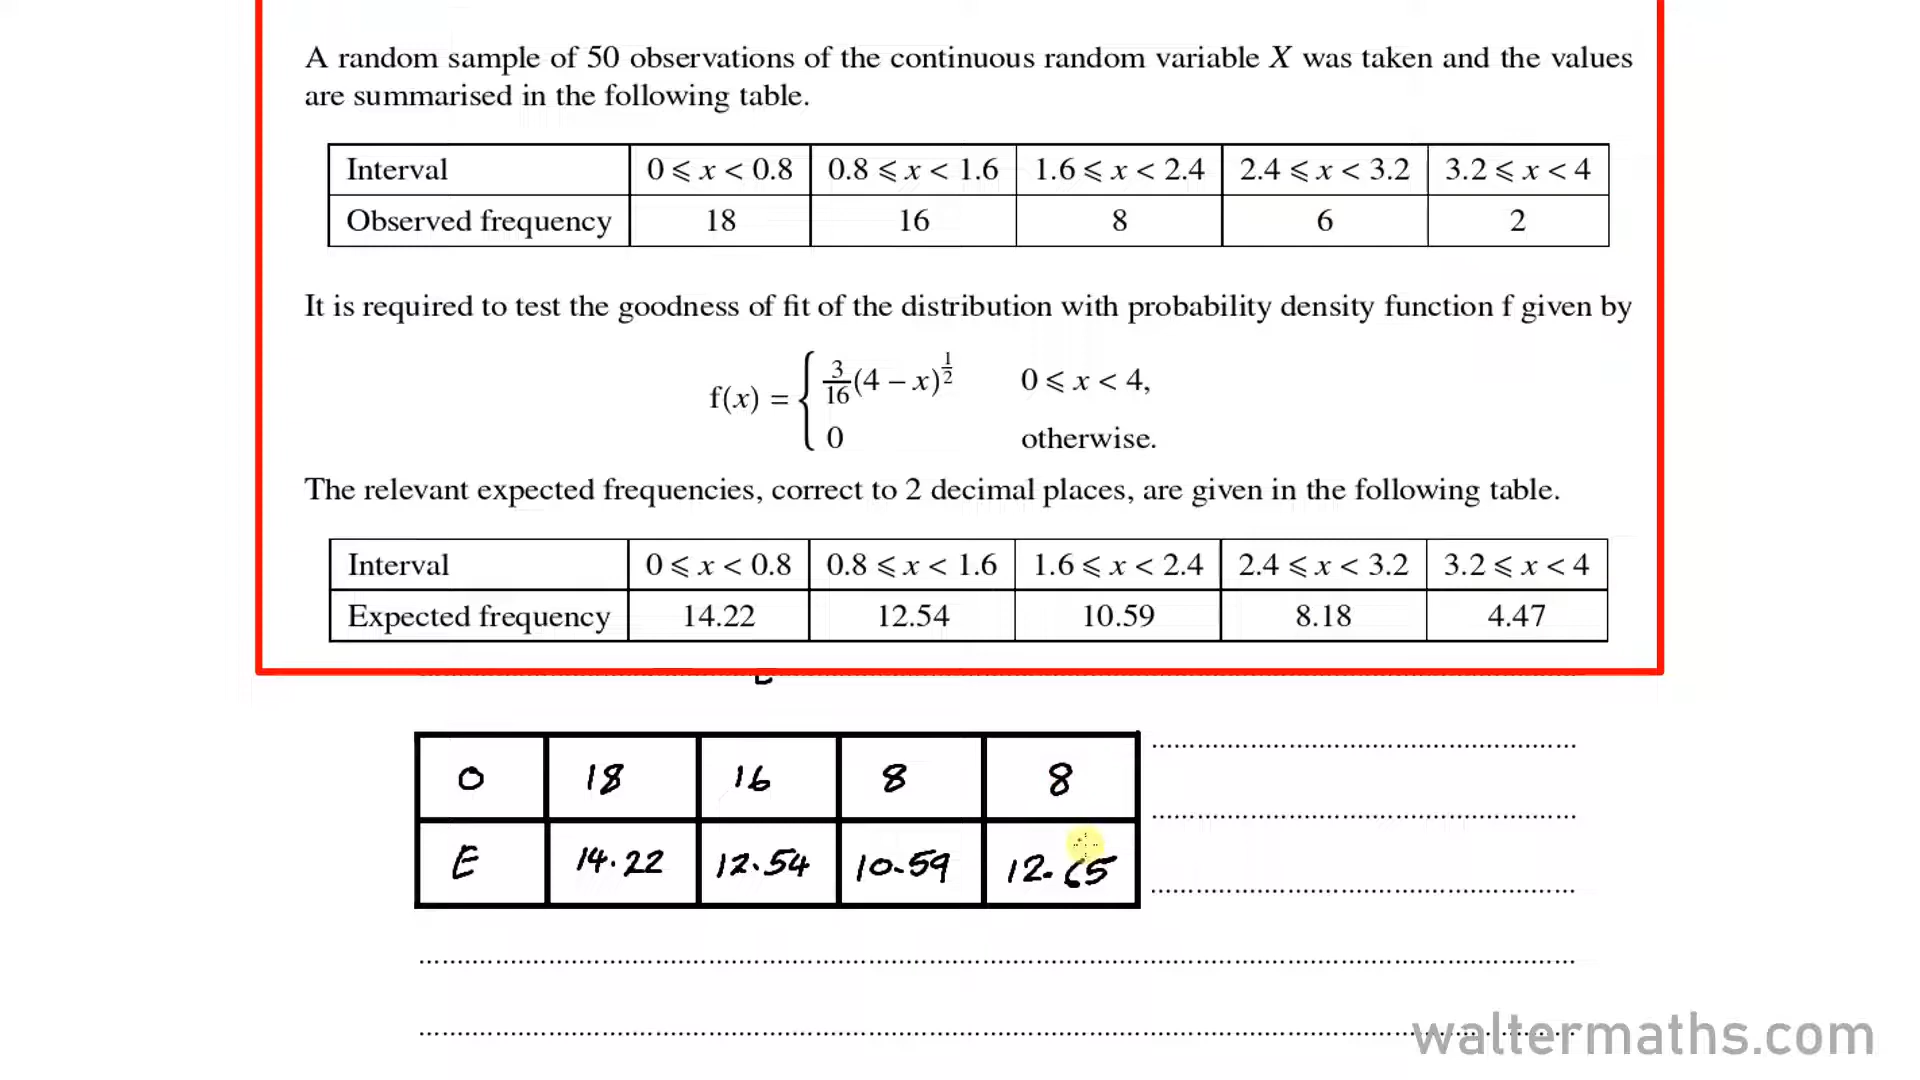 A random sample of 50 observations of the continuous random variable X was taken and the values
are summarised in the following table.
Interval 0 ⩽ x < 0.8 0.8 ⩽ x < 1.6 1.6 ⩽ x < 2.4 2.4 ⩽ x < 3.2 3.2 ⩽ x < 4
Observed frequency 18 16 8 6 2
It is required to test the goodness of fit of the distribution with probability density function f given by
f(x) = { 3/16 (4 − x)^{1/2} 0 ⩽ x < 4,
0 otherwise.
The relevant expected frequencies, correct to 2 decimal places, are given in the following table.
Interval 0 ⩽ x < 0.8 0.8 ⩽ x < 1.6 1.6 ⩽ x < 2.4 2.4 ⩽ x < 3.2 3.2 ⩽ x < 4
Expected frequency 14.22 12.54 10.59 8.18 4.47
O 18 16 8 8
E 14.22 12.54 10.59 12.65
waltermaths.com